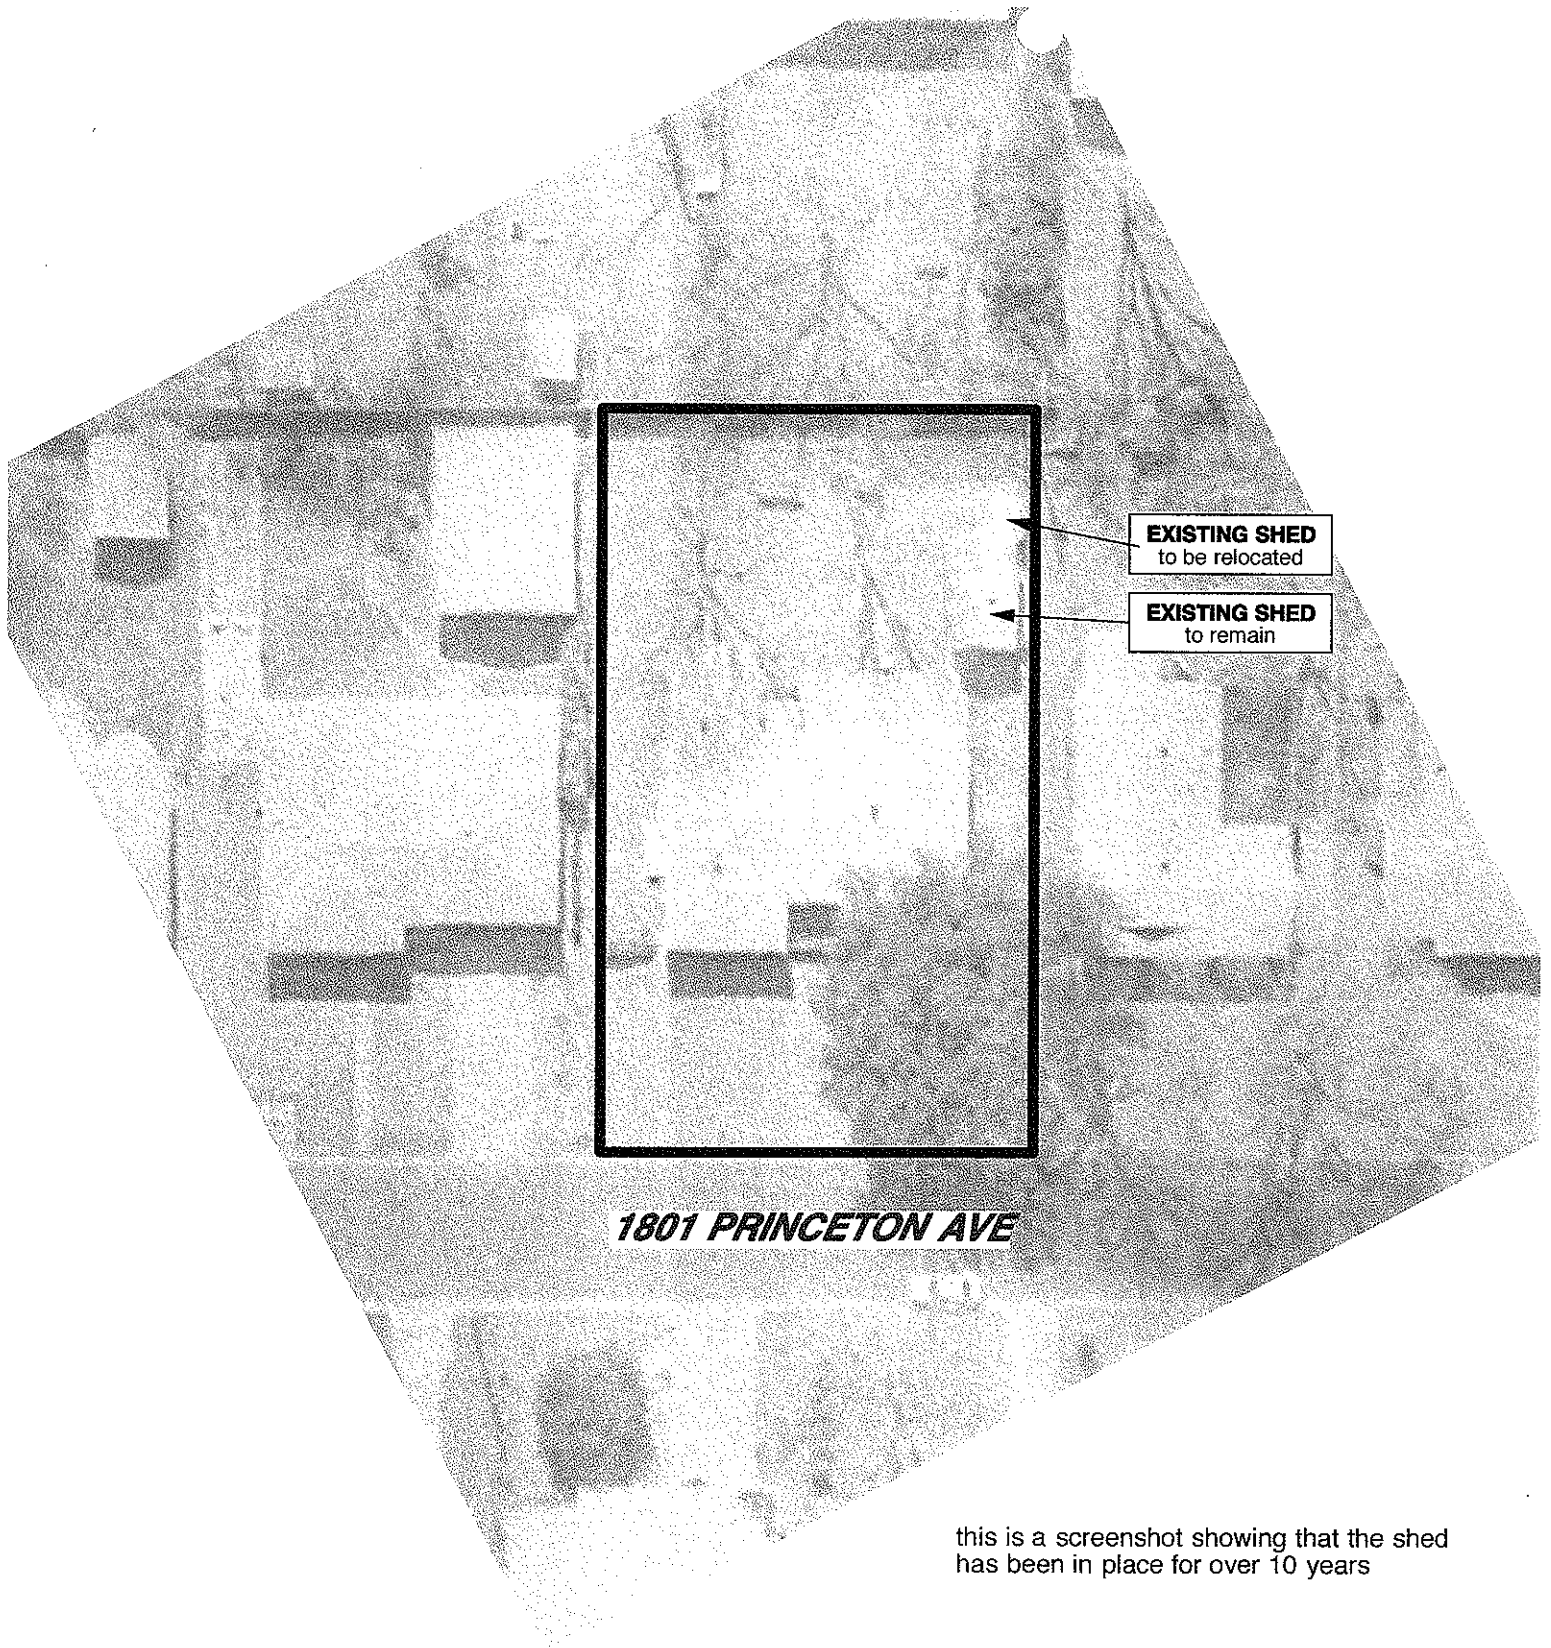 EXISTING SHED
to be relocated
EXISTING SHED
to remain
1801 PRINCETON AVE
this is a screenshot showing that the shed
has been in place for over 10 years